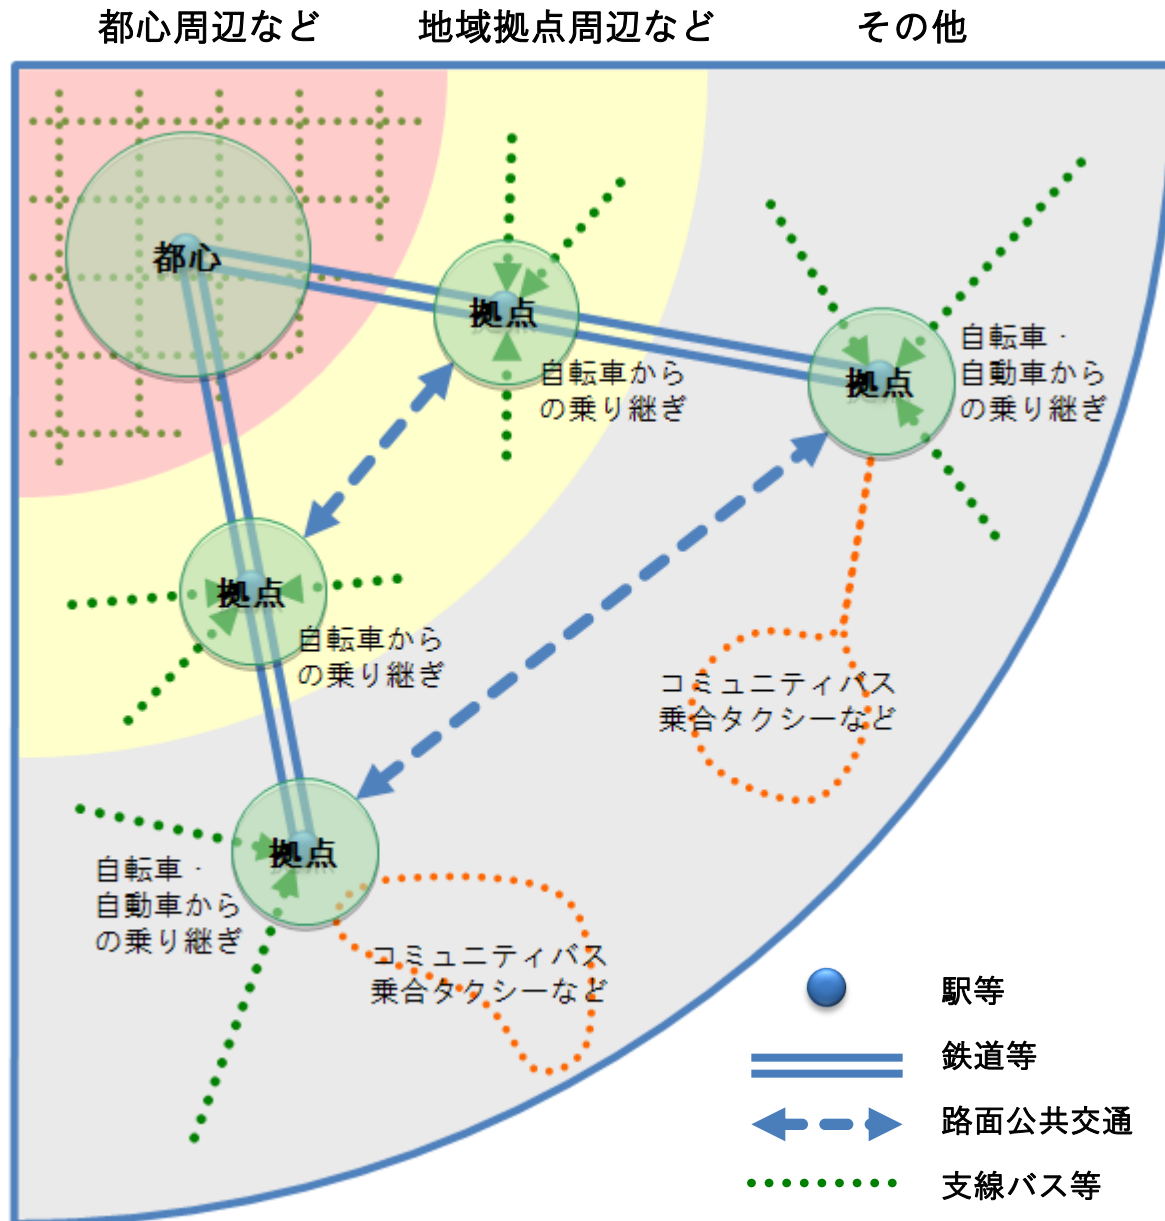 都心周辺など
地域拠点周辺など
その他
都心
拠点
自転車から
の乗り継ぎ
拠点
自転車・
自動車から
の乗り継ぎ
拠点
自転車から
の乗り継ぎ
コミュニティバス
乗合タクシーなど
拠点
自転車・
自動車から
の乗り継ぎ
コミュニティバス
乗合タクシーなど
駅等
鉄道等
路面公共交通
支線バス等